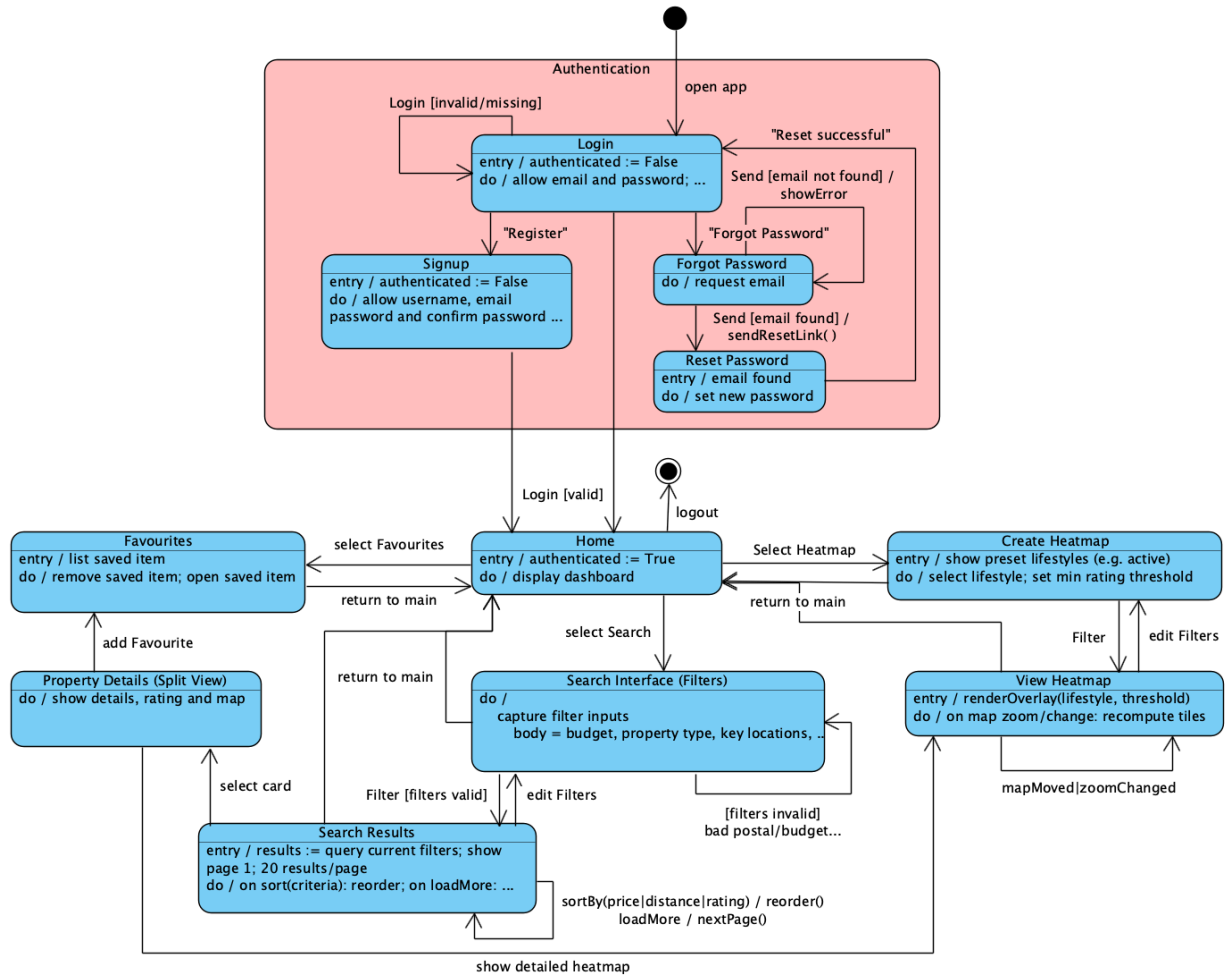 Authentication
open app
Login [invalid/missing]
Login
entry / authenticated := False
do / allow email and password; ...
"Reset successful"
Send [email not found] /
showError
"Register"
"Forgot Password"
Signup
entry / authenticated := False
do / allow username, email
password and confirm password ...
Forgot Password
do / request email
Send [email found] /
sendResetLink( )
Reset Password
entry / email found
do / set new password
Login [valid]
logout
Favourites
entry / list saved item
do / remove saved item; open saved item
select Favourites
return to main
Home
entry / authenticated := True
do / display dashboard
Select Heatmap
return to main
Create Heatmap
entry / show preset lifestyles (e.g. active)
do / select lifestyle; set min rating threshold
add Favourite
select Search
Filter
edit Filters
Property Details (Split View)
do / show details, rating and map
return to main
Search Interface (Filters)
do /
capture filter inputs
body = budget, property type, key locations, ..
View Heatmap
entry / renderOverlay(lifestyle, threshold)
do / on map zoom/change: recompute tiles
select card
Filter [filters valid]
edit Filters
[filters invalid]
bad postal/budget...
mapMoved|zoomChanged
Search Results
entry / results := query current filters; show
page 1; 20 results/page
do / on sort(criteria): reorder; on loadMore: ...
sortBy(price|distance|rating) / reorder()
loadMore / nextPage()
show detailed heatmap